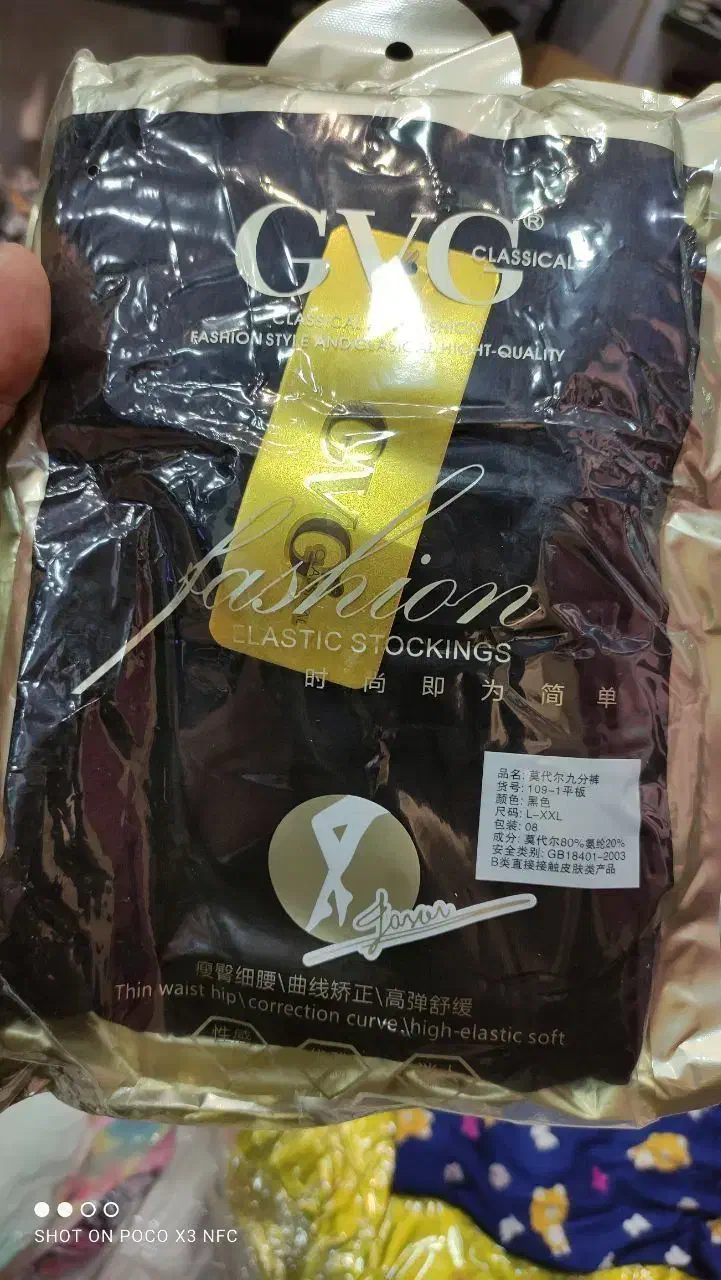 GVG®
CLASSICAL
FASHION STYLE AND CLASICAL HIGHT-QUALITY
GVG
fashion
ELASTIC STOCKINGS
时尚即为简单
品名: 莫代尔九分裤
货号: 109-1平板
颜色: 黑色
尺码: L-XXL
包装: 08
成分: 莫代尔80%氨纶20%
安全类别: GB18401-2003
B类直接接触皮肤类产品
瘦臀细腰\曲线矫正\高弹舒缓
Thin waist hip\correction curve\high-elastic soft
性感
SHOT ON POCO X3 NFC